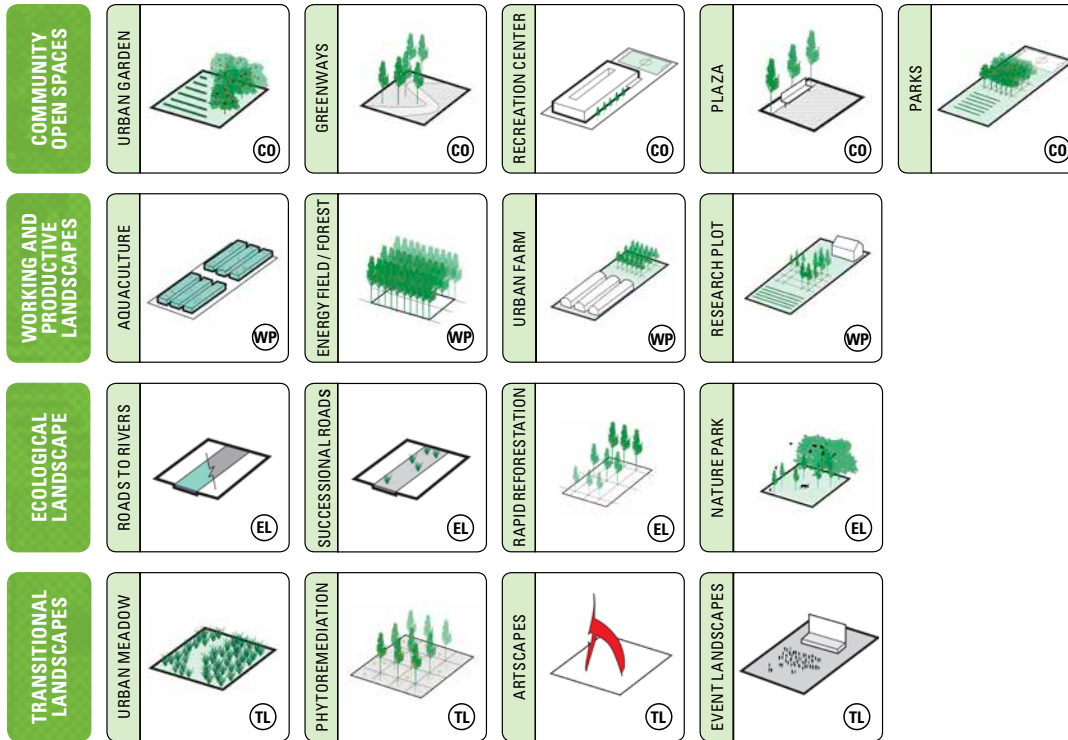 COMMUNITY
OPEN SPACES
URBAN GARDEN
CO
GREENWAYS
CO
RECREATION CENTER
CO
PLAZA
CO
PARKS
CO
WORKING AND
PRODUCTIVE
LANDSCAPES
AQUACULTURE
WP
ENERGY FIELD / FOREST
WP
URBAN FARM
WP
RESEARCH PLOT
WP
ECOLOGICAL
LANDSCAPE
ROADS TO RIVERS
EL
SUCCESSIONAL ROADS
EL
RAPID REFORESTATION
EL
NATURE PARK
EL
TRANSITIONAL
LANDSCAPES
URBAN MEADOW
TL
PHYTOREMEDIATION
TL
ARTSCAPES
TL
EVENT LANDSCAPES
TL